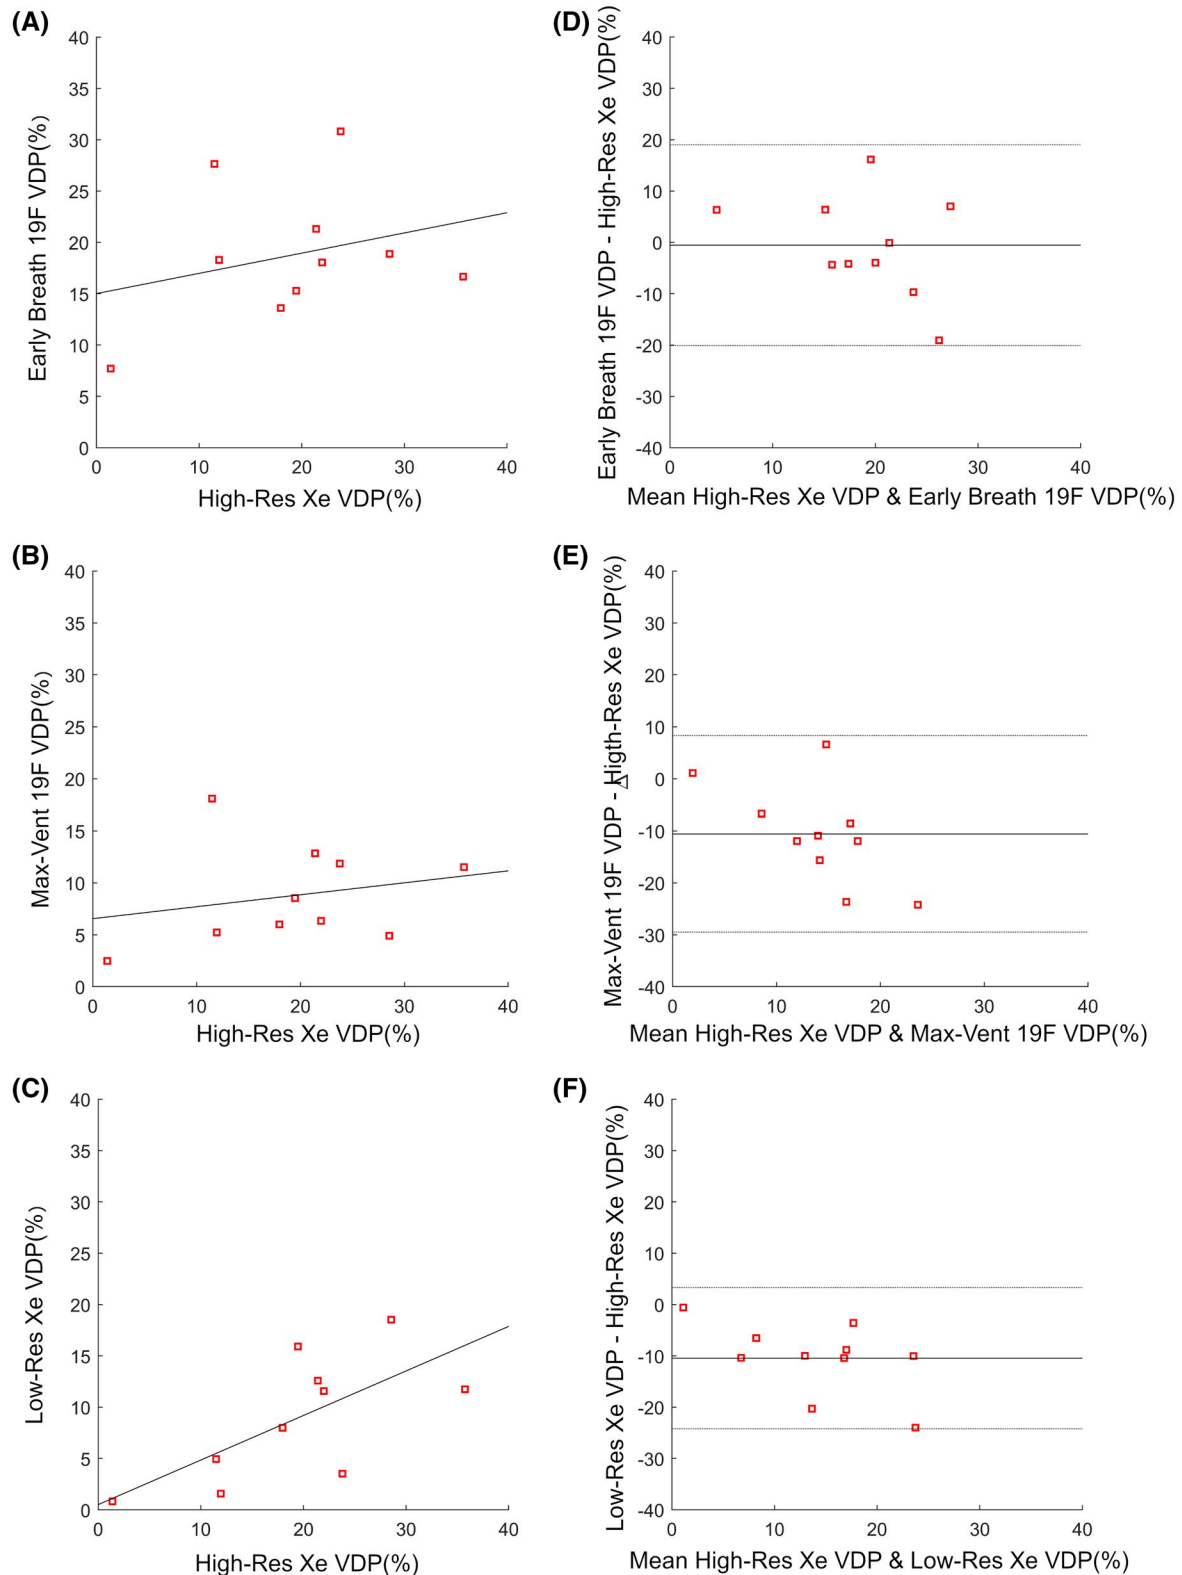 (A)
Early Breath 19F VDP(%)
40
35
30
25
20
15
10
5
0
0 10 20 30 40
High-Res Xe VDP(%)
(D)
Early Breath 19F VDP - High-Res Xe VDP(%)
40
30
20
10
0
-10
-20
-30
-40
0 10 20 30 40
Mean High-Res Xe VDP & Early Breath 19F VDP(%)
(B)
Max-Vent 19F VDP(%)
40
35
30
25
20
15
10
5
0
0 10 20 30 40
High-Res Xe VDP(%)
(E)
Max-Vent 19F VDP - Higth-Res Xe VDP(%)
40
30
20
10
0
-10
-20
-30
-40
0 10 20 30 40
Mean High-Res Xe VDP & Max-Vent 19F VDP(%)
(C)
Low-Res Xe VDP(%)
40
35
30
25
20
15
10
5
0
0 10 20 30 40
High-Res Xe VDP(%)
(F)
Low-Res Xe VDP - High-Res Xe VDP(%)
40
30
20
10
0
-10
-20
-30
-40
0 10 20 30 40
Mean High-Res Xe VDP & Low-Res Xe VDP(%)